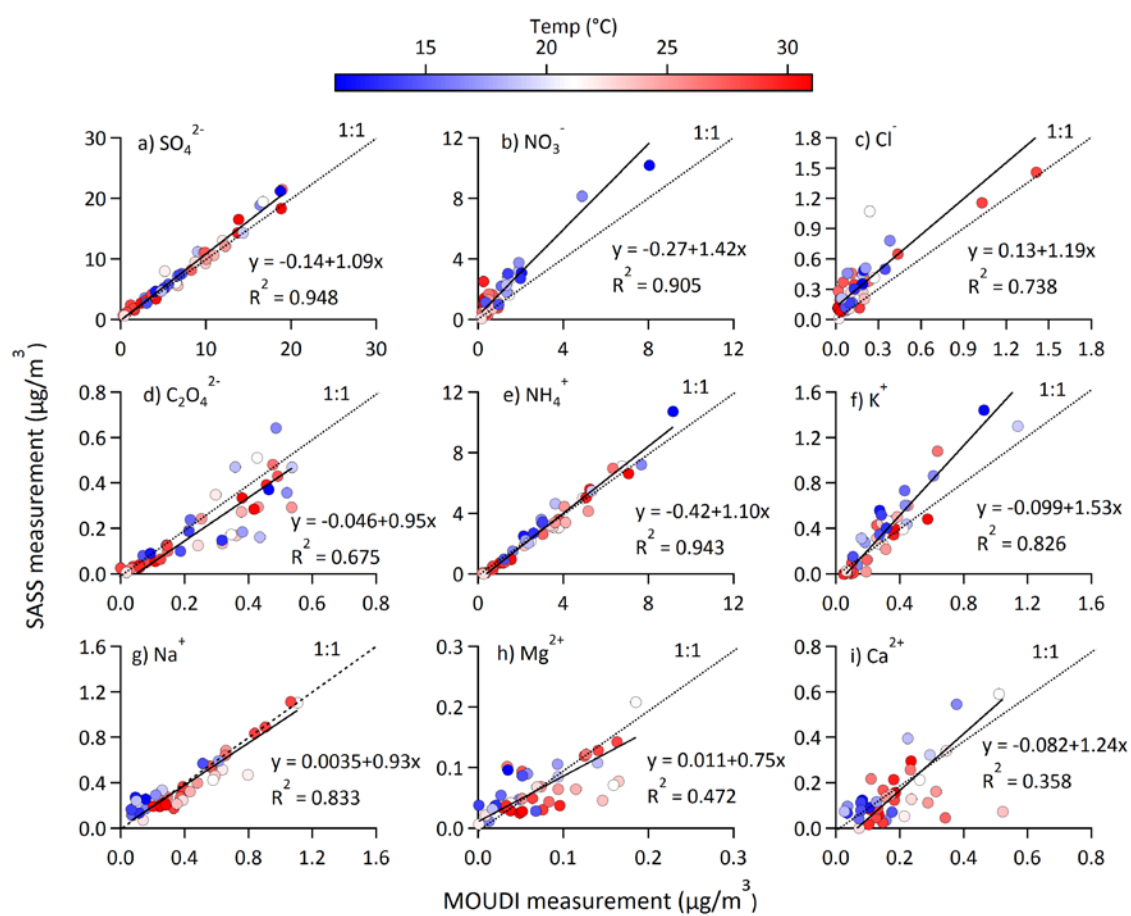 Temp (°C)
15 20 25 30
a) SO₄²⁻
1:1
30
20
10
0
0 10 20 30
y = -0.14+1.09x
R² = 0.948
b) NO₃⁻
1:1
12
8
4
0
0 4 8 12
y = -0.27+1.42x
R² = 0.905
c) Cl⁻
1:1
1.8
1.5
1.2
0.9
0.6
0.3
0.0
0.0 0.3 0.6 0.9 1.2 1.5 1.8
y = 0.13+1.19x
R² = 0.738
d) C₂O₄²⁻
1:1
0.8
0.6
0.4
0.2
0.0
0.0 0.2 0.4 0.6 0.8
y = -0.046+0.95x
R² = 0.675
e) NH₄⁺
1:1
12
8
4
0
0 4 8 12
y = -0.42+1.10x
R² = 0.943
f) K⁺
1:1
1.6
1.2
0.8
0.4
0.0
0.0 0.4 0.8 1.2 1.6
y = -0.099+1.53x
R² = 0.826
g) Na⁺
1:1
1.6
1.2
0.8
0.4
0.0
0.0 0.4 0.8 1.2 1.6
y = 0.0035+0.93x
R² = 0.833
h) Mg²⁺
1:1
0.3
0.2
0.1
0.0
0.0 0.1 0.2 0.3
y = 0.011+0.75x
R² = 0.472
i) Ca²⁺
1:1
0.8
0.6
0.4
0.2
0.0
0.0 0.2 0.4 0.6 0.8
y = -0.082+1.24x
R² = 0.358
SASS measurement (µg/m³)
MOUDI measurement (µg/m³)